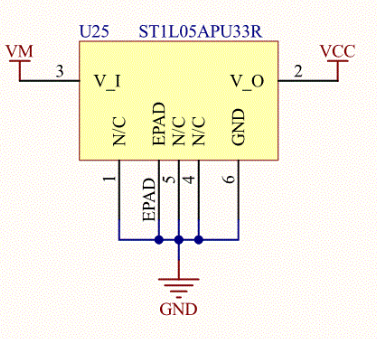 U25 ST1L05APU33R
VM VCC
3 V_I V_O 2
N/C EPAD N/C N/C GND
1 EPAD 5 4 6
GND